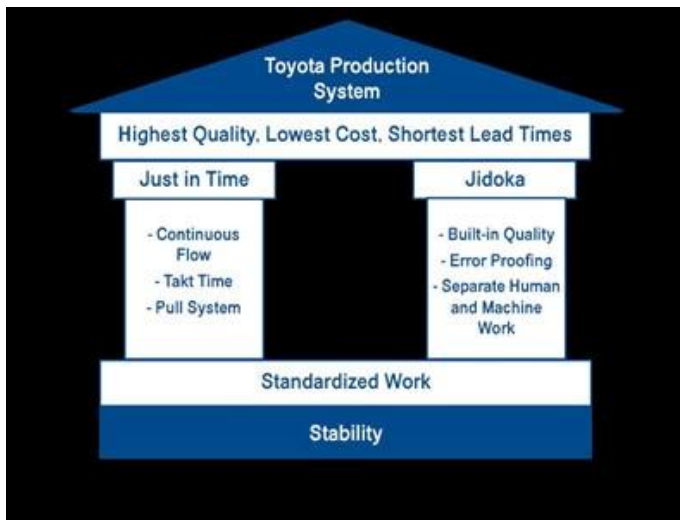 Toyota Production
System
Highest Quality, Lowest Cost, Shortest Lead Times
Just in Time
- Continuous
Flow
- Takt Time
- Pull System
Jidoka
- Built-in Quality
- Error Proofing
- Separate Human
and Machine
Work
Standardized Work
Stability